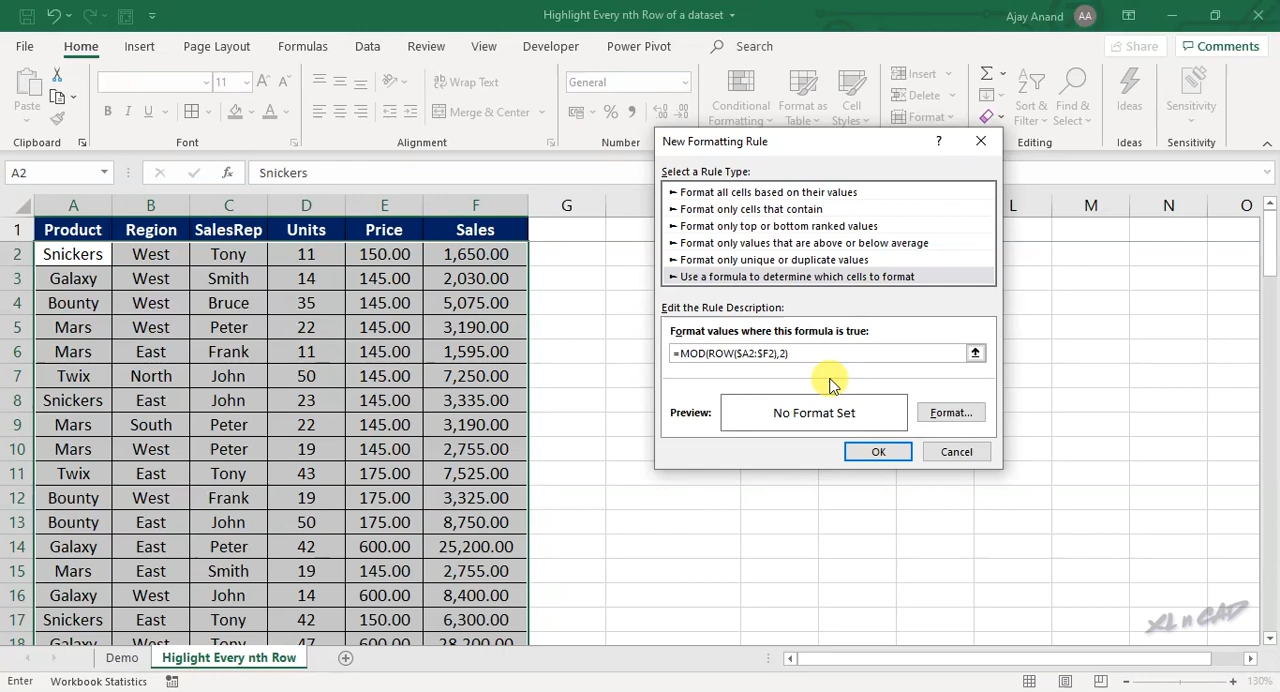 Highlight Every nth Row of a dataset
Ajay Anand AA
File Home Insert Page Layout Formulas Data Review View Developer Power Pivot Search Share Comments
Paste
Clipboard
11
B I U
Font
Wrap Text
Merge & Center
Alignment
General
Number
Conditional Formatting
Format as Table
Cell Styles
Insert
Delete
Format
Sort & Filter
Find & Select
Editing
Ideas
Ideas
Sensitivity
Sensitivity
A2 fx Snickers
A B C D E F G L M N O
1 Product Region SalesRep Units Price Sales
2 Snickers West Tony 11 150.00 1,650.00
3 Galaxy West Smith 14 145.00 2,030.00
4 Bounty West Bruce 35 145.00 5,075.00
5 Mars West Peter 22 145.00 3,190.00
6 Mars East Frank 11 145.00 1,595.00
7 Twix North John 50 145.00 7,250.00
8 Snickers East John 23 145.00 3,335.00
9 Mars South Peter 22 145.00 3,190.00
10 Mars West Peter 19 145.00 2,755.00
11 Twix East Tony 43 175.00 7,525.00
12 Bounty West Frank 19 175.00 3,325.00
13 Bounty East John 50 175.00 8,750.00
14 Galaxy East Peter 42 600.00 25,200.00
15 Mars East Smith 19 145.00 2,755.00
16 Galaxy West John 14 600.00 8,400.00
17 Snickers East Tony 42 150.00 6,300.00
18 Galaxy West Tony 47 600.00 28,200.00
New Formatting Rule ?
Select a Rule Type:
► Format all cells based on their values
► Format only cells that contain
► Format only top or bottom ranked values
► Format only values that are above or below average
► Format only unique or duplicate values
► Use a formula to determine which cells to format
Edit the Rule Description:
Format values where this formula is true:
=MOD(ROW($A2:$F2),2)
Preview: No Format Set Format...
OK Cancel
XL n CAD
Demo Higlight Every nth Row
Enter Workbook Statistics 130%